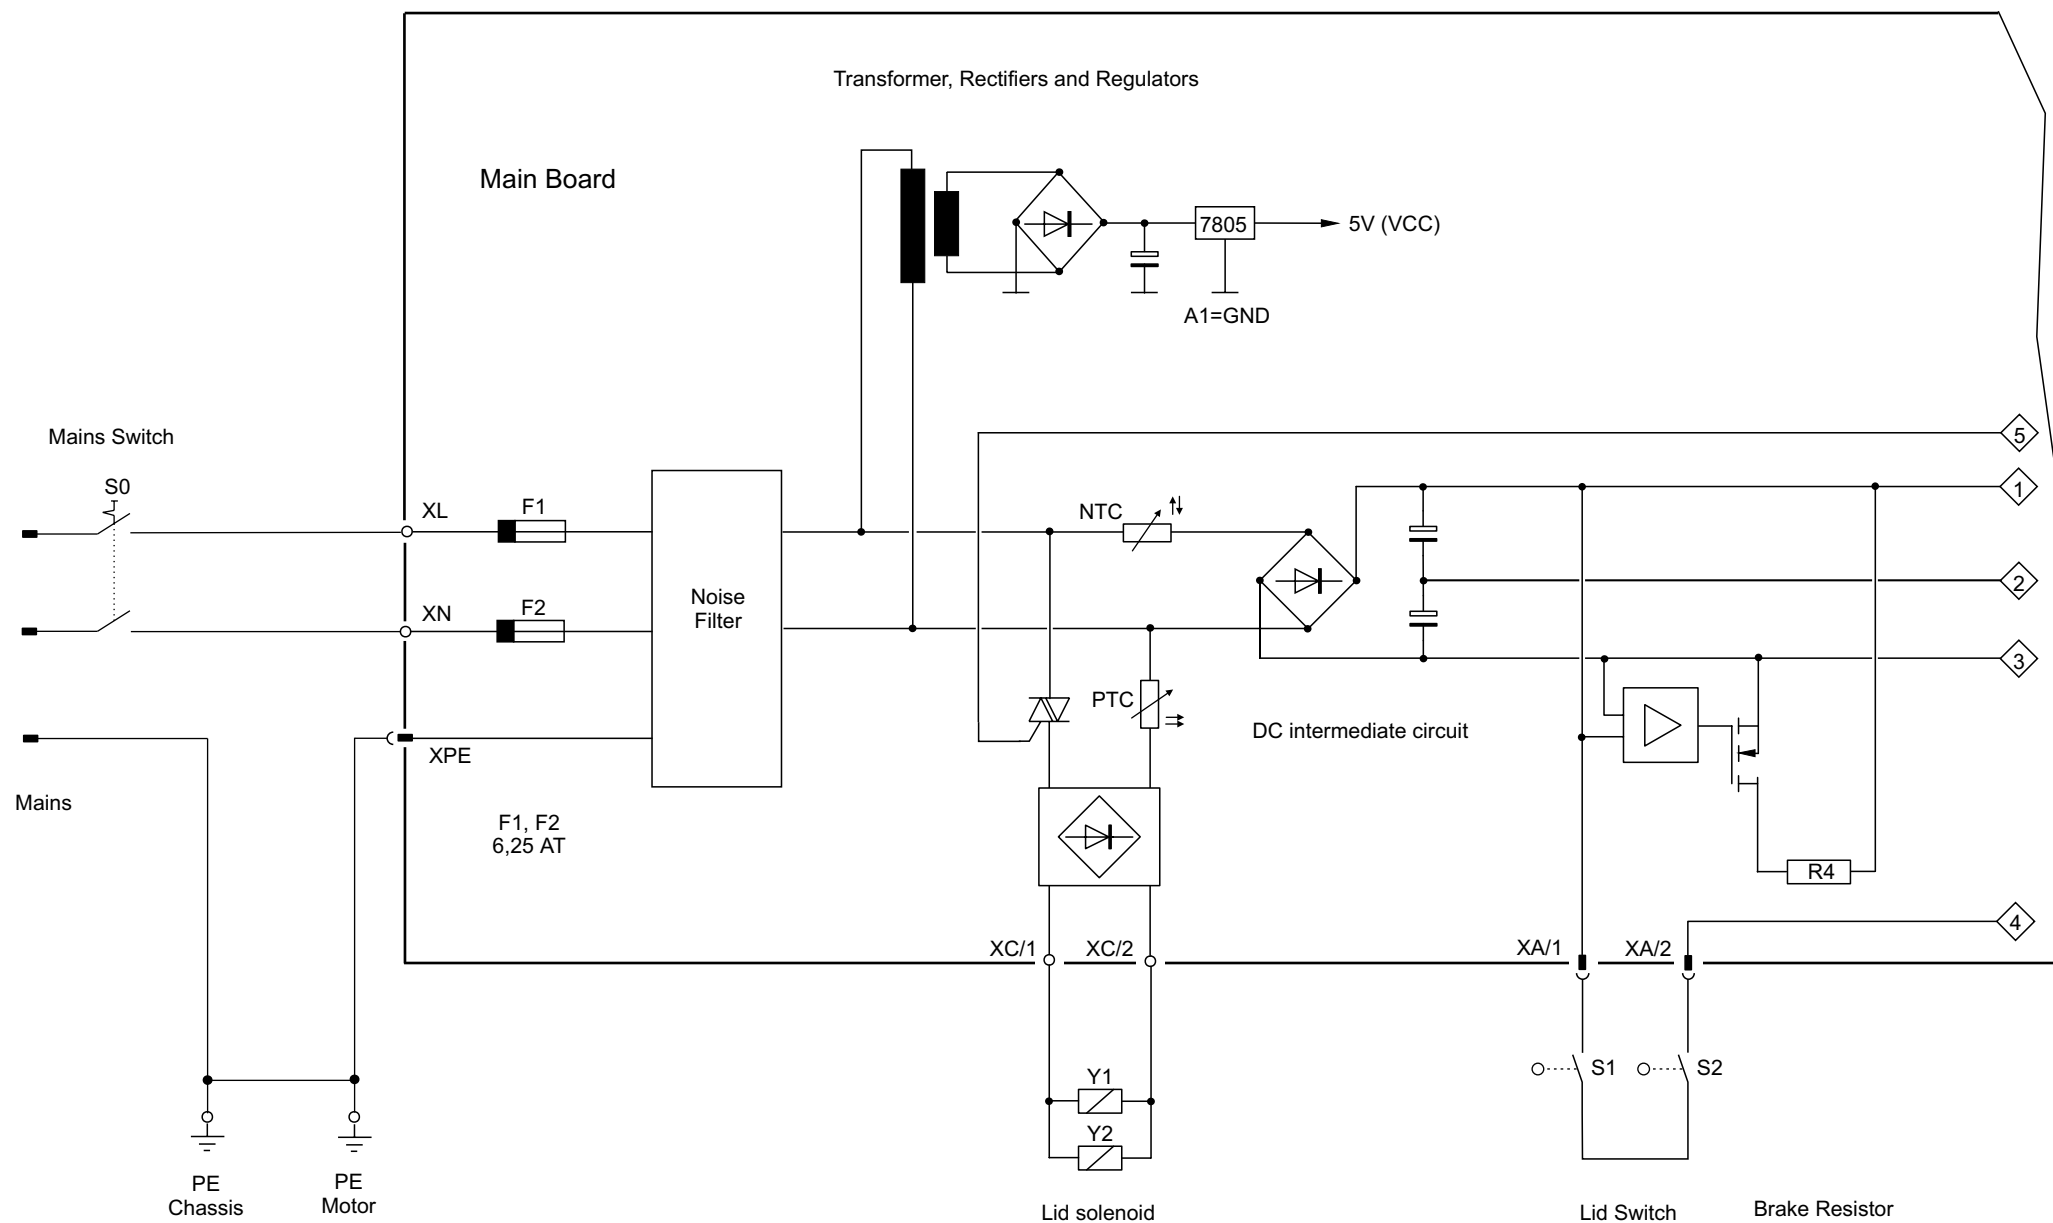 Transformer, Rectifiers and Regulators
Main Board
7805
5V (VCC)
A1=GND
Mains Switch
S0
XL
F1
XN
F2
XPE
Noise
Filter
NTC
PTC
DC intermediate circuit
5
1
2
3
Mains
F1, F2
6,25 AT
R4
4
XC/1
XC/2
XA/1
XA/2
S1
S2
Y1
Y2
PE
Chassis
PE
Motor
Lid solenoid
Lid Switch
Brake Resistor